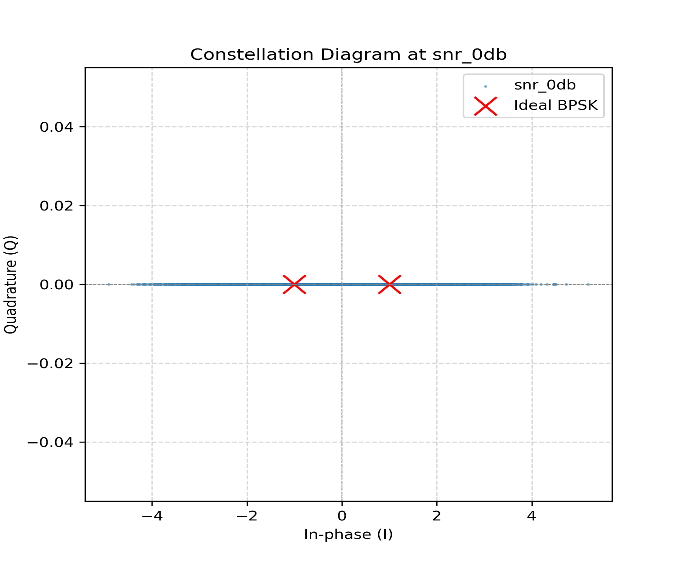 Constellation Diagram at snr_0db
snr_0db
Ideal BPSK
0.04
0.02
0.00
−0.02
−0.04
Quadrature (Q)
−4
−2
0
2
4
In-phase (I)